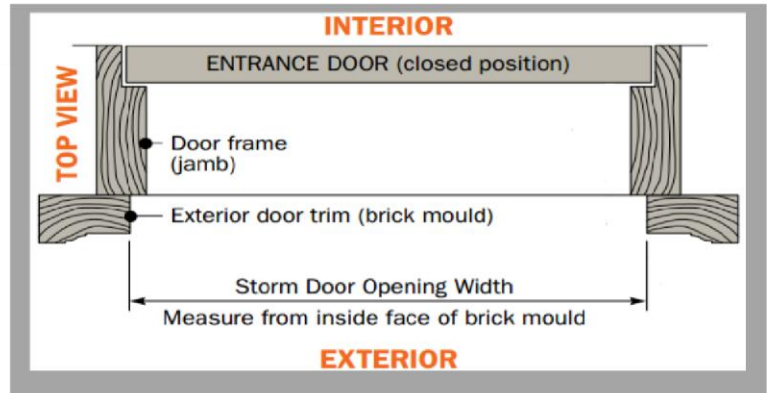 INTERIOR
ENTRANCE DOOR (closed position)
TOP VIEW
Door frame
(jamb)
Exterior door trim (brick mould)
Storm Door Opening Width
Measure from inside face of brick mould
EXTERIOR